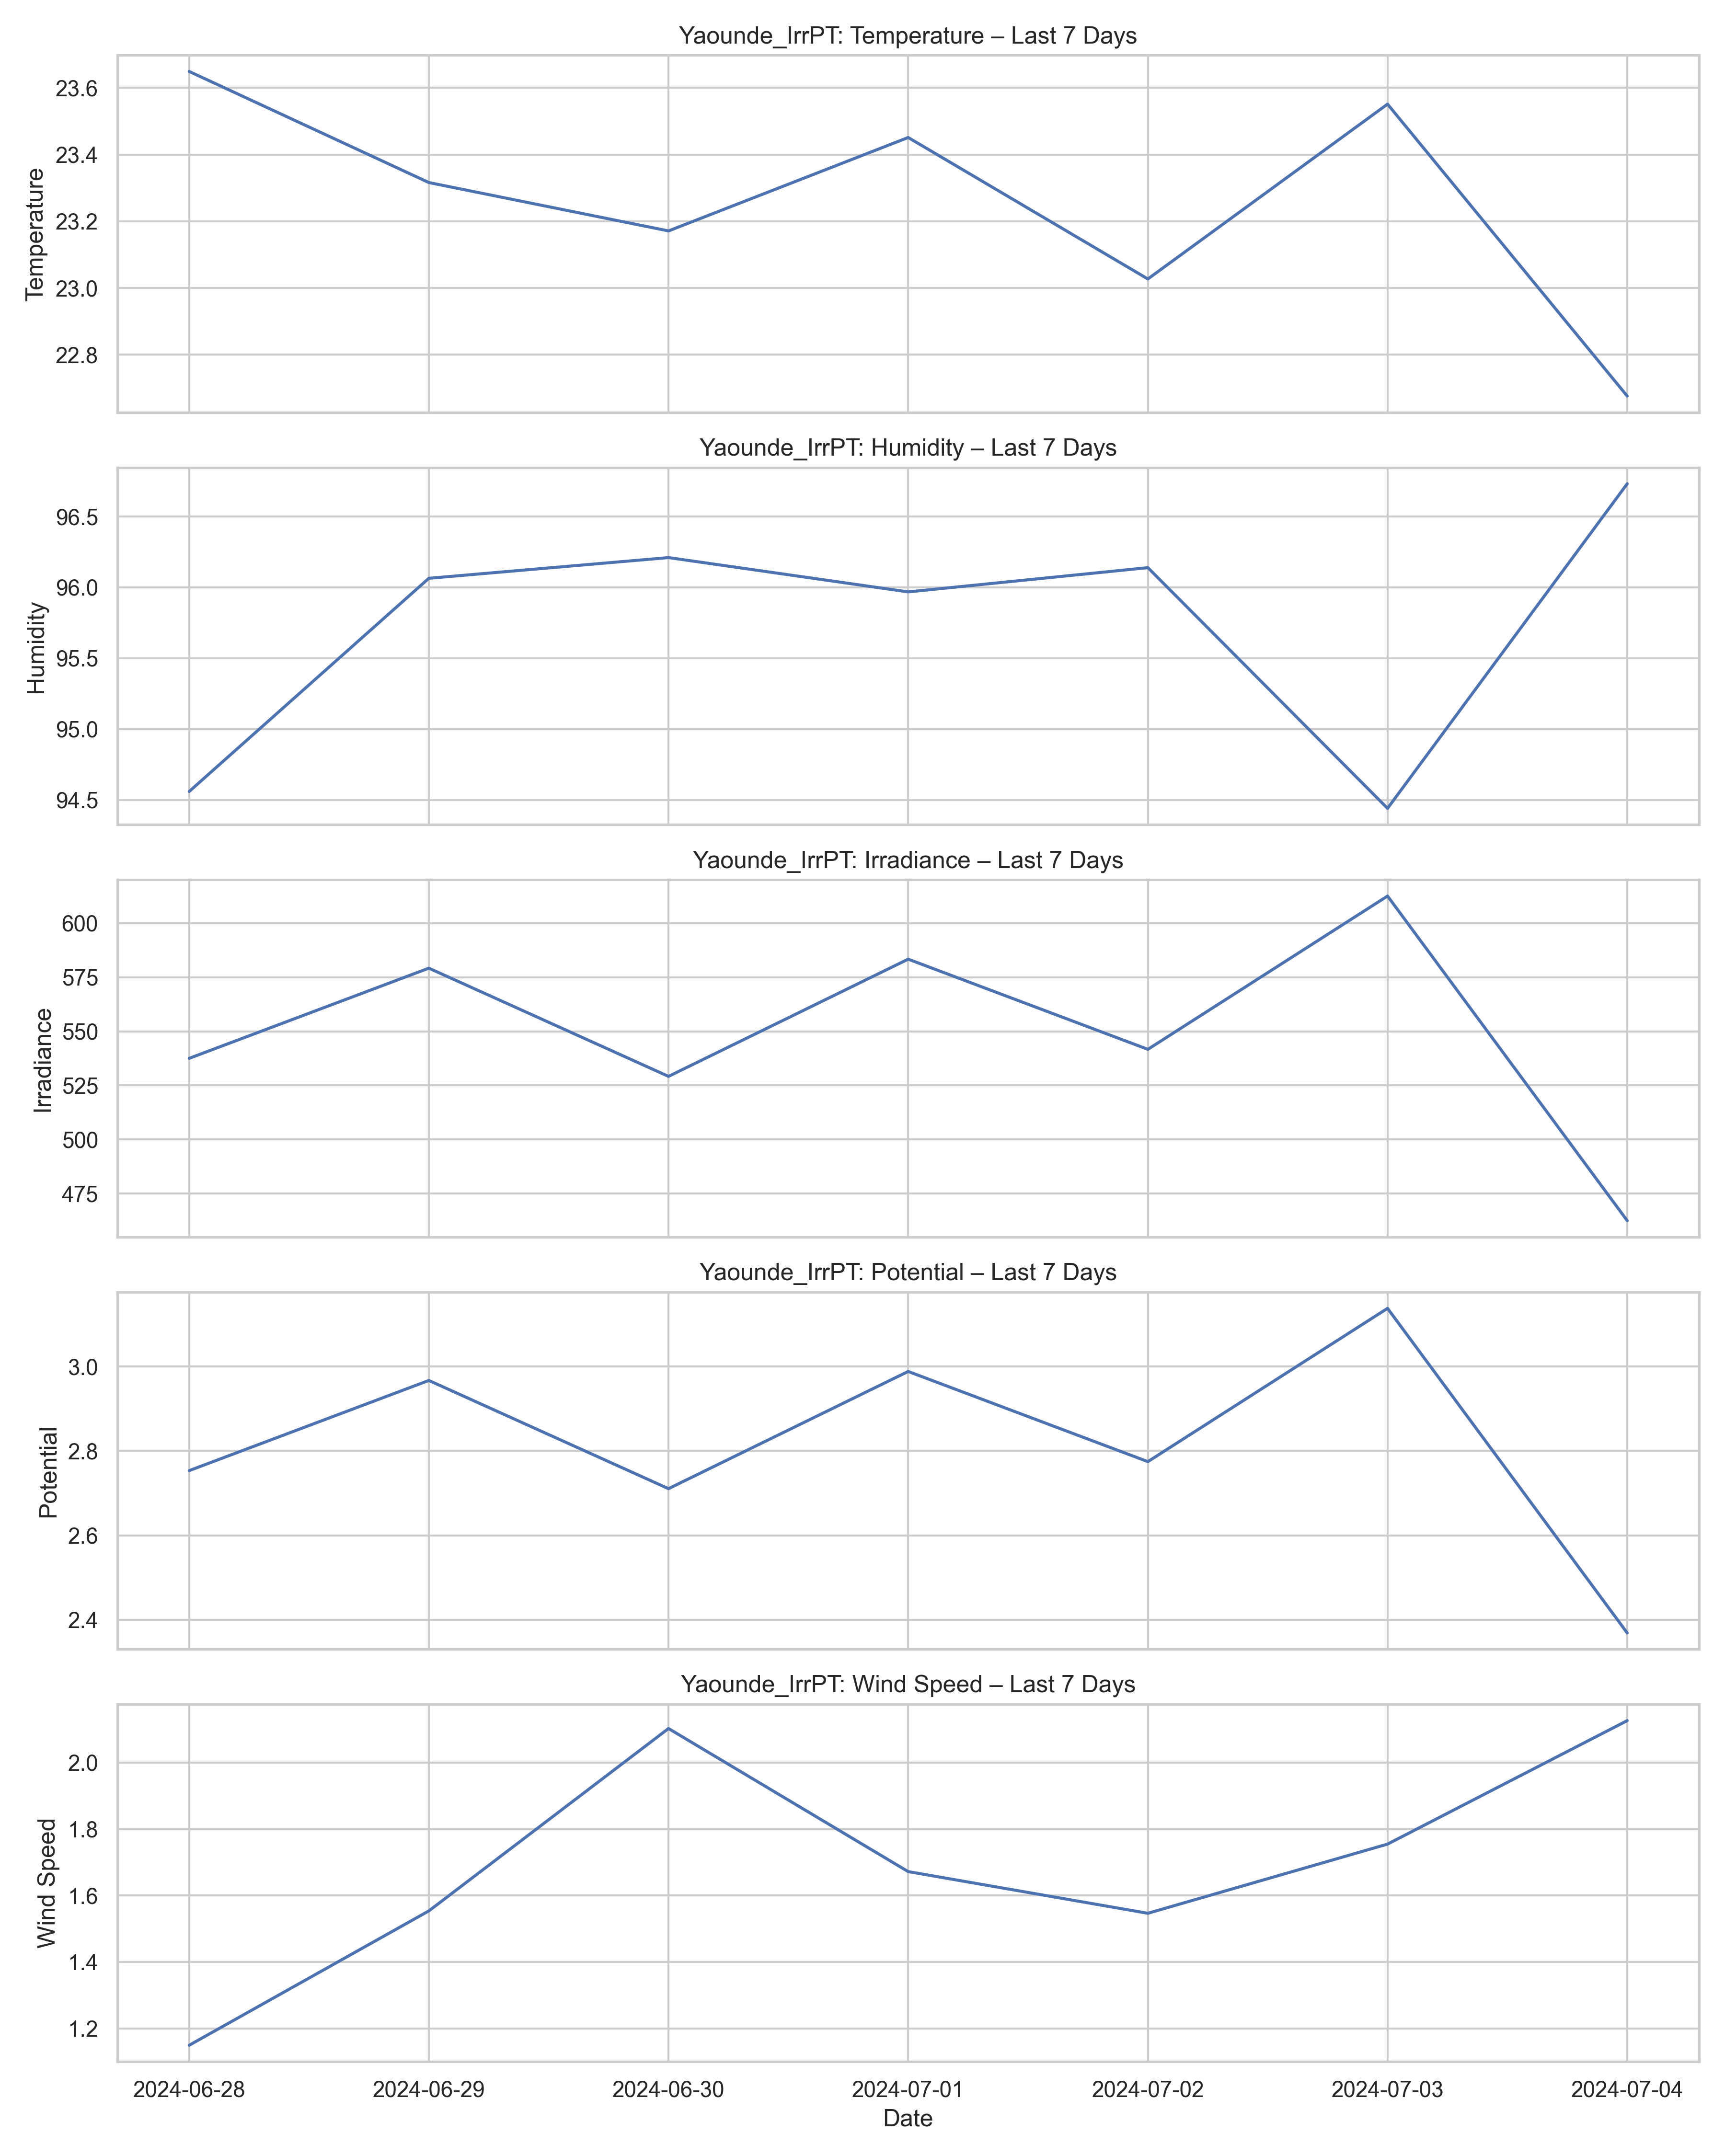 Yaounde_IrrPT: Temperature – Last 7 Days
23.6
23.4
23.2
23.0
22.8
Temperature
Yaounde_IrrPT: Humidity – Last 7 Days
96.5
96.0
95.5
95.0
94.5
Humidity
Yaounde_IrrPT: Irradiance – Last 7 Days
600
575
550
525
500
475
Irradiance
Yaounde_IrrPT: Potential – Last 7 Days
3.0
2.8
2.6
2.4
Potential
Yaounde_IrrPT: Wind Speed – Last 7 Days
2.0
1.8
1.6
1.4
1.2
Wind Speed
2024-06-28 2024-06-29 2024-06-30 2024-07-01 2024-07-02 2024-07-03 2024-07-04
Date